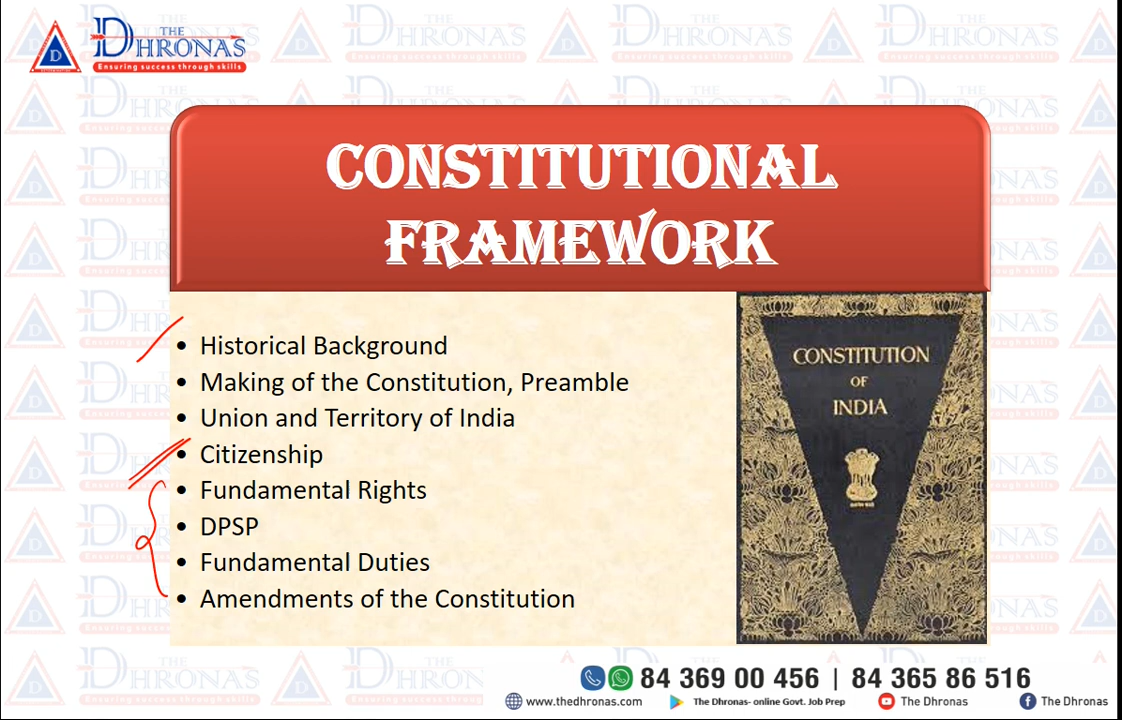 THE
DHRONAS
Ensuring success through skills
CONSTITUTIONAL
FRAMEWORK
• Historical Background
• Making of the Constitution, Preamble
• Union and Territory of India
• Citizenship
• Fundamental Rights
• DPSP
• Fundamental Duties
• Amendments of the Constitution
CONSTITUTION
OF
INDIA
84 369 00 456 | 84 365 86 516
www.thedhronas.com The Dhronas- online Govt. Job Prep The Dhronas The Dhronas